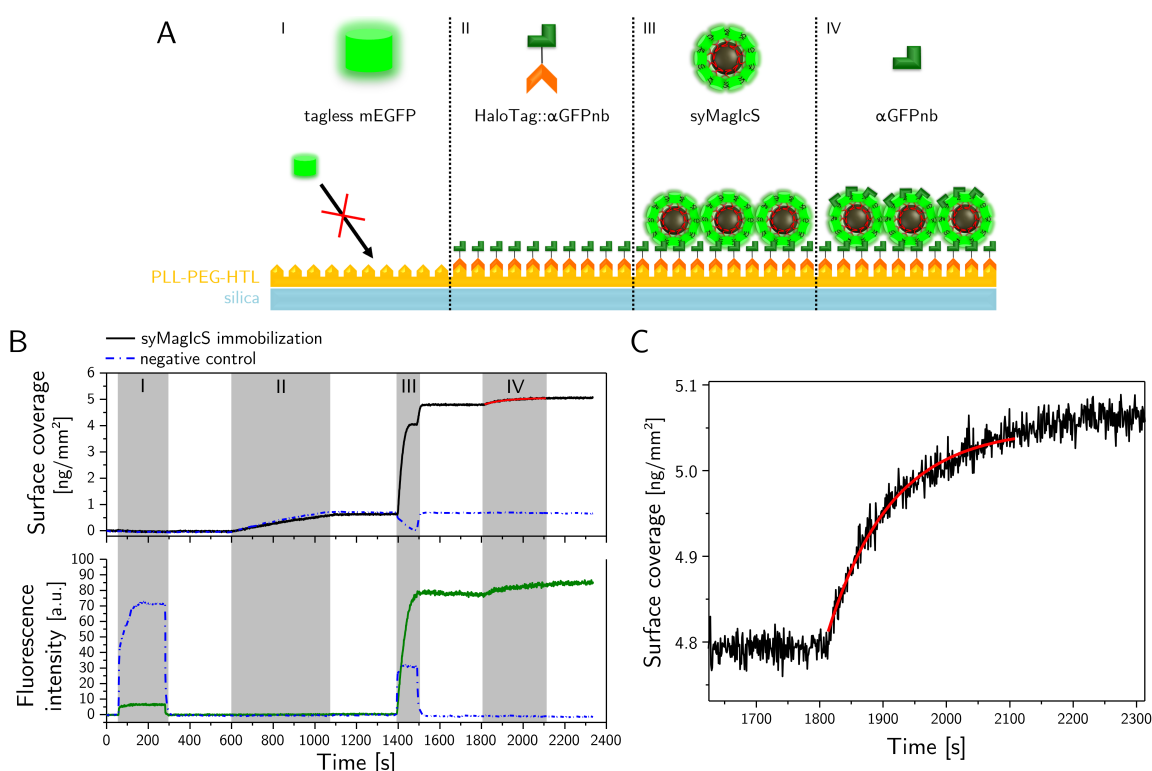 A
I
II
III
IV
tagless mEGFP
HaloTag::αGFPnb
syMagIcS
αGFPnb
PLL-PEG-HTL
silica
B
syMagIcS immobilization
negative control
Surface coverage
[ng/mm²]
6
5
4
3
2
1
0
I
II
III
IV
Fluorescence
intensity [a.u.]
100
90
80
70
60
50
40
30
20
10
0
0 200 400 600 800 1000 1200 1400 1600 1800 2000 2200 2400
Time [s]
C
Surface coverage [ng/mm²]
5.1
5.0
4.9
4.8
1700 1800 1900 2000 2100 2200 2300
Time [s]